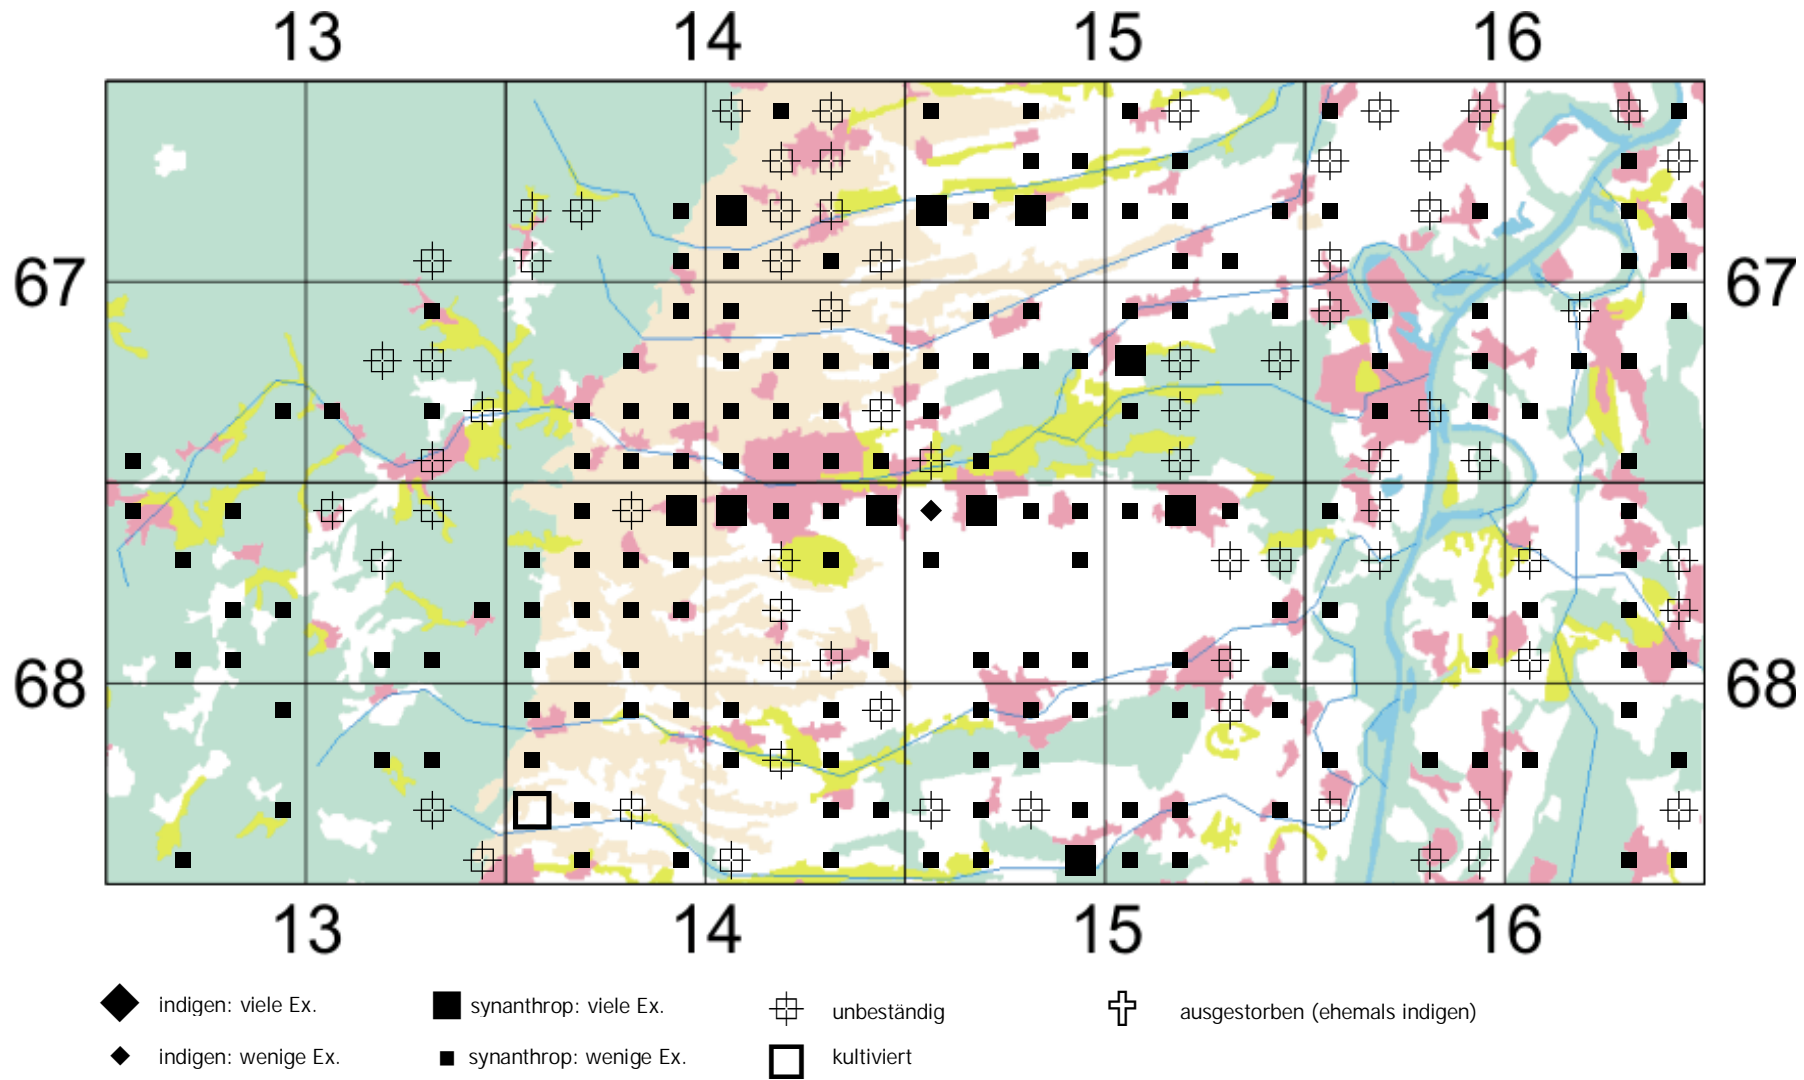 13 14 15 16
67 67
68 68
13 14 15 16
indigen: viele Ex. synanthrop: viele Ex. unbeständig ausgestorben (ehemals indigen)
indigen: wenige Ex. synanthrop: wenige Ex. kultiviert